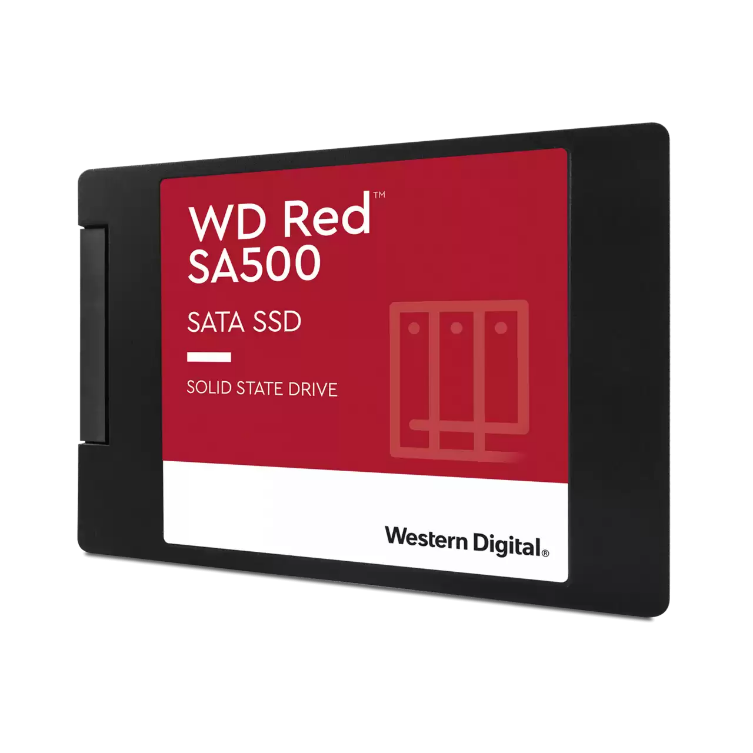 WD Red™
SA500
SATA SSD
SOLID STATE DRIVE
Western Digital®